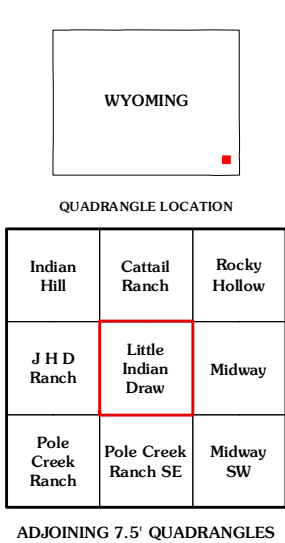 WYOMING
QUADRANGLE LOCATION
Indian
Hill
Cattail
Ranch
Rocky
Hollow
J H D
Ranch
Little
Indian
Draw
Midway
Pole
Creek
Ranch
Pole Creek
Ranch SE
Midway
SW
ADJOINING 7.5' QUADRANGLES